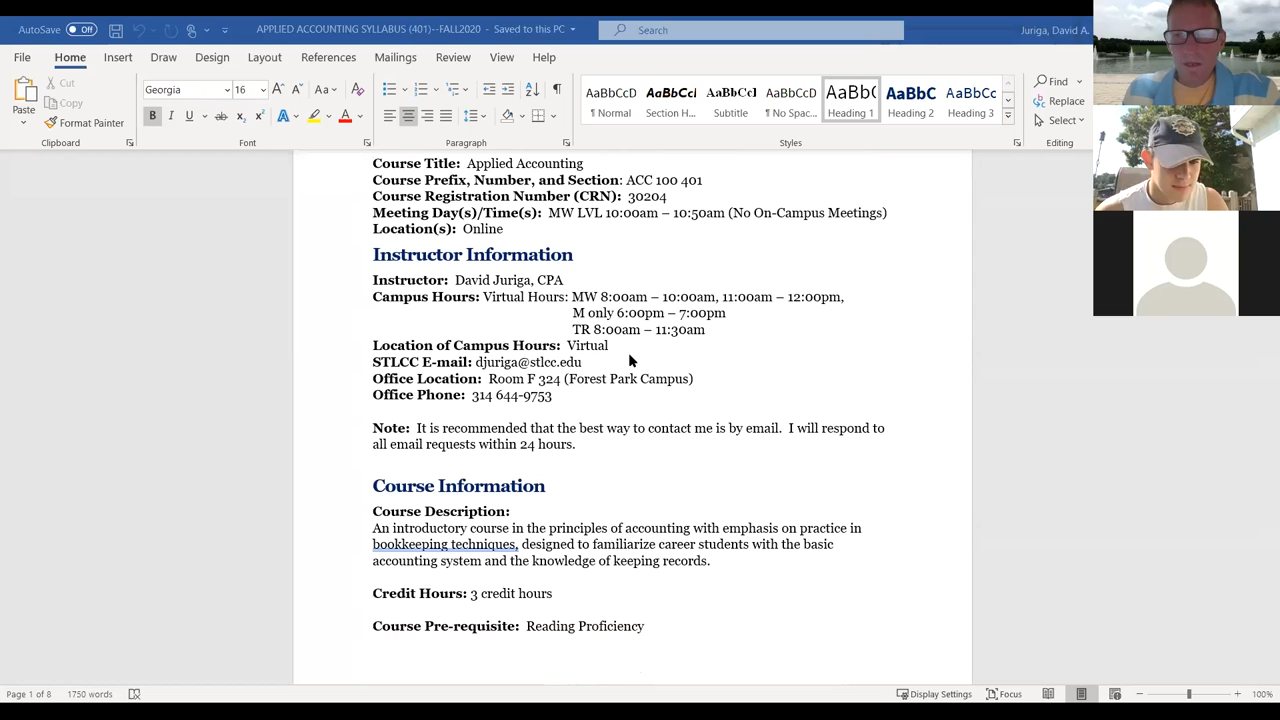 AutoSave Off APPLIED ACCOUNTING SYLLABUS (401)--FALL2020 - Saved to this PC Search Juriga, David A.
File Home Insert Draw Design Layout References Mailings Review View Help
Paste Cut Copy Format Painter Clipboard
Georgia 16 Aa Font
Paragraph
AaBbCcD ¶ Normal AaBbCcI Section H... AaBbCcI Subtitle AaBbCcD ¶ No Spac... AaBbC Heading 1 AaBbC Heading 2 AaBbCcD Heading 3 Styles
Find Replace Select Editing
Course Title: Applied Accounting
Course Prefix, Number, and Section: ACC 100 401
Course Registration Number (CRN): 30204
Meeting Day(s)/Time(s): MW LVL 10:00am – 10:50am (No On-Campus Meetings)
Location(s): Online
Instructor Information
Instructor: David Juriga, CPA
Campus Hours: Virtual Hours: MW 8:00am – 10:00am, 11:00am – 12:00pm,
M only 6:00pm – 7:00pm
TR 8:00am – 11:30am
Location of Campus Hours: Virtual
STLCC E-mail: djuriga@stlcc.edu
Office Location: Room F 324 (Forest Park Campus)
Office Phone: 314 644-9753
Note: It is recommended that the best way to contact me is by email. I will respond to
all email requests within 24 hours.
Course Information
Course Description:
An introductory course in the principles of accounting with emphasis on practice in
bookkeeping techniques, designed to familiarize career students with the basic
accounting system and the knowledge of keeping records.
Credit Hours: 3 credit hours
Course Pre-requisite: Reading Proficiency
Page 1 of 8 1750 words Display Settings Focus 100%